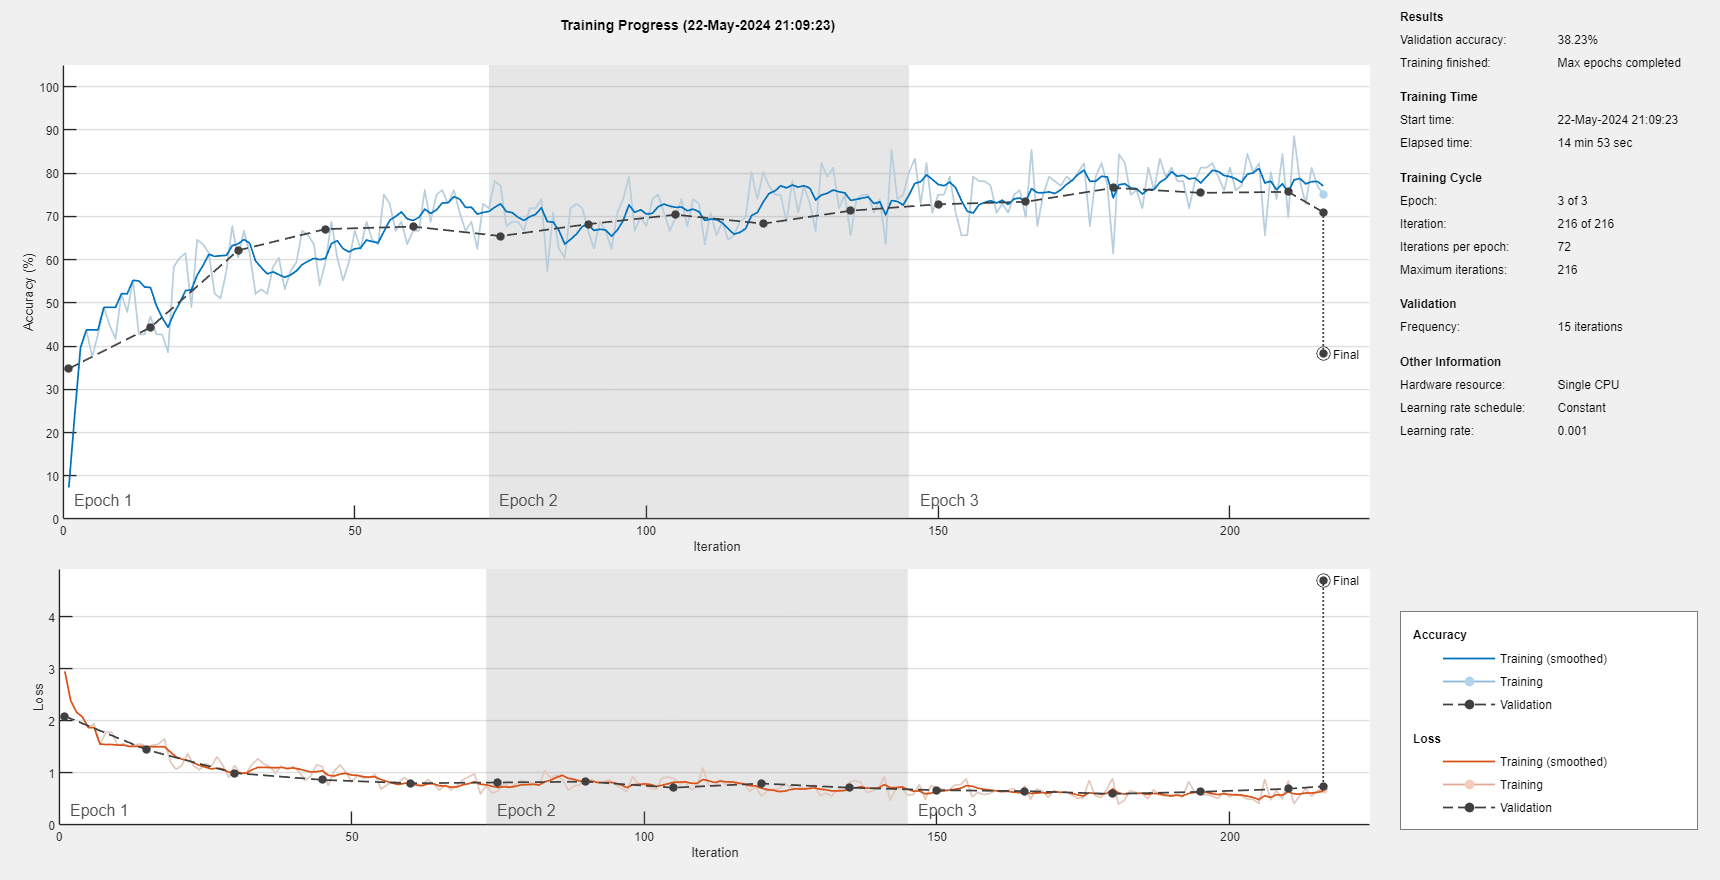 Training Progress (22-May-2024 21:09:23)
Accuracy (%)
100
90
80
70
60
50
40
30
20
10
0
Final
Epoch 1
Epoch 2
Epoch 3
0
50
100
150
200
Iteration
Loss
4
3
2
1
0
Final
Epoch 1
Epoch 2
Epoch 3
0
50
100
150
200
Iteration
Results
Validation accuracy: 38.23%
Training finished: Max epochs completed
Training Time
Start time: 22-May-2024 21:09:23
Elapsed time: 14 min 53 sec
Training Cycle
Epoch: 3 of 3
Iteration: 216 of 216
Iterations per epoch: 72
Maximum iterations: 216
Validation
Frequency: 15 iterations
Other Information
Hardware resource: Single CPU
Learning rate schedule: Constant
Learning rate: 0.001
Accuracy
Training (smoothed)
Training
Validation
Loss
Training (smoothed)
Training
Validation